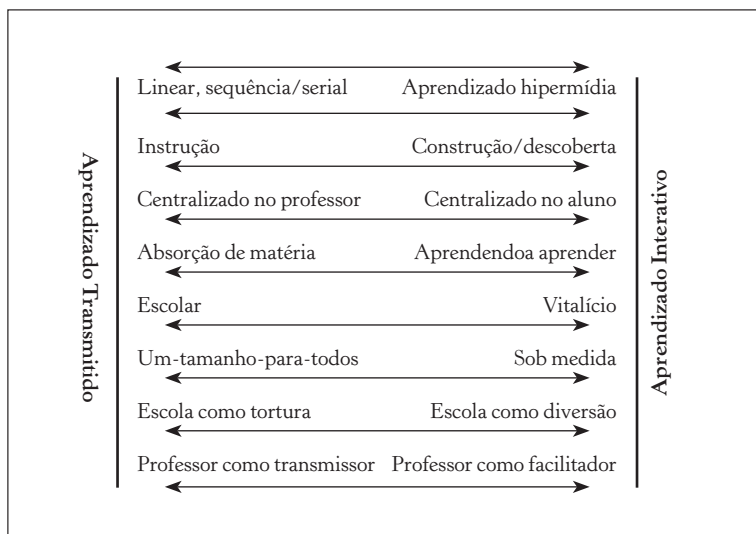 Linear, sequência/serial Aprendizado hipermídia
Instrução Construção/descoberta
Centralizado no professor Centralizado no aluno
Absorção de matéria Aprendendoa aprender
Escolar Vitalício
Um-tamanho-para-todos Sob medida
Escola como tortura Escola como diversão
Professor como transmissor Professor como facilitador
Aprendizado Transmitido
Aprendizado Interativo